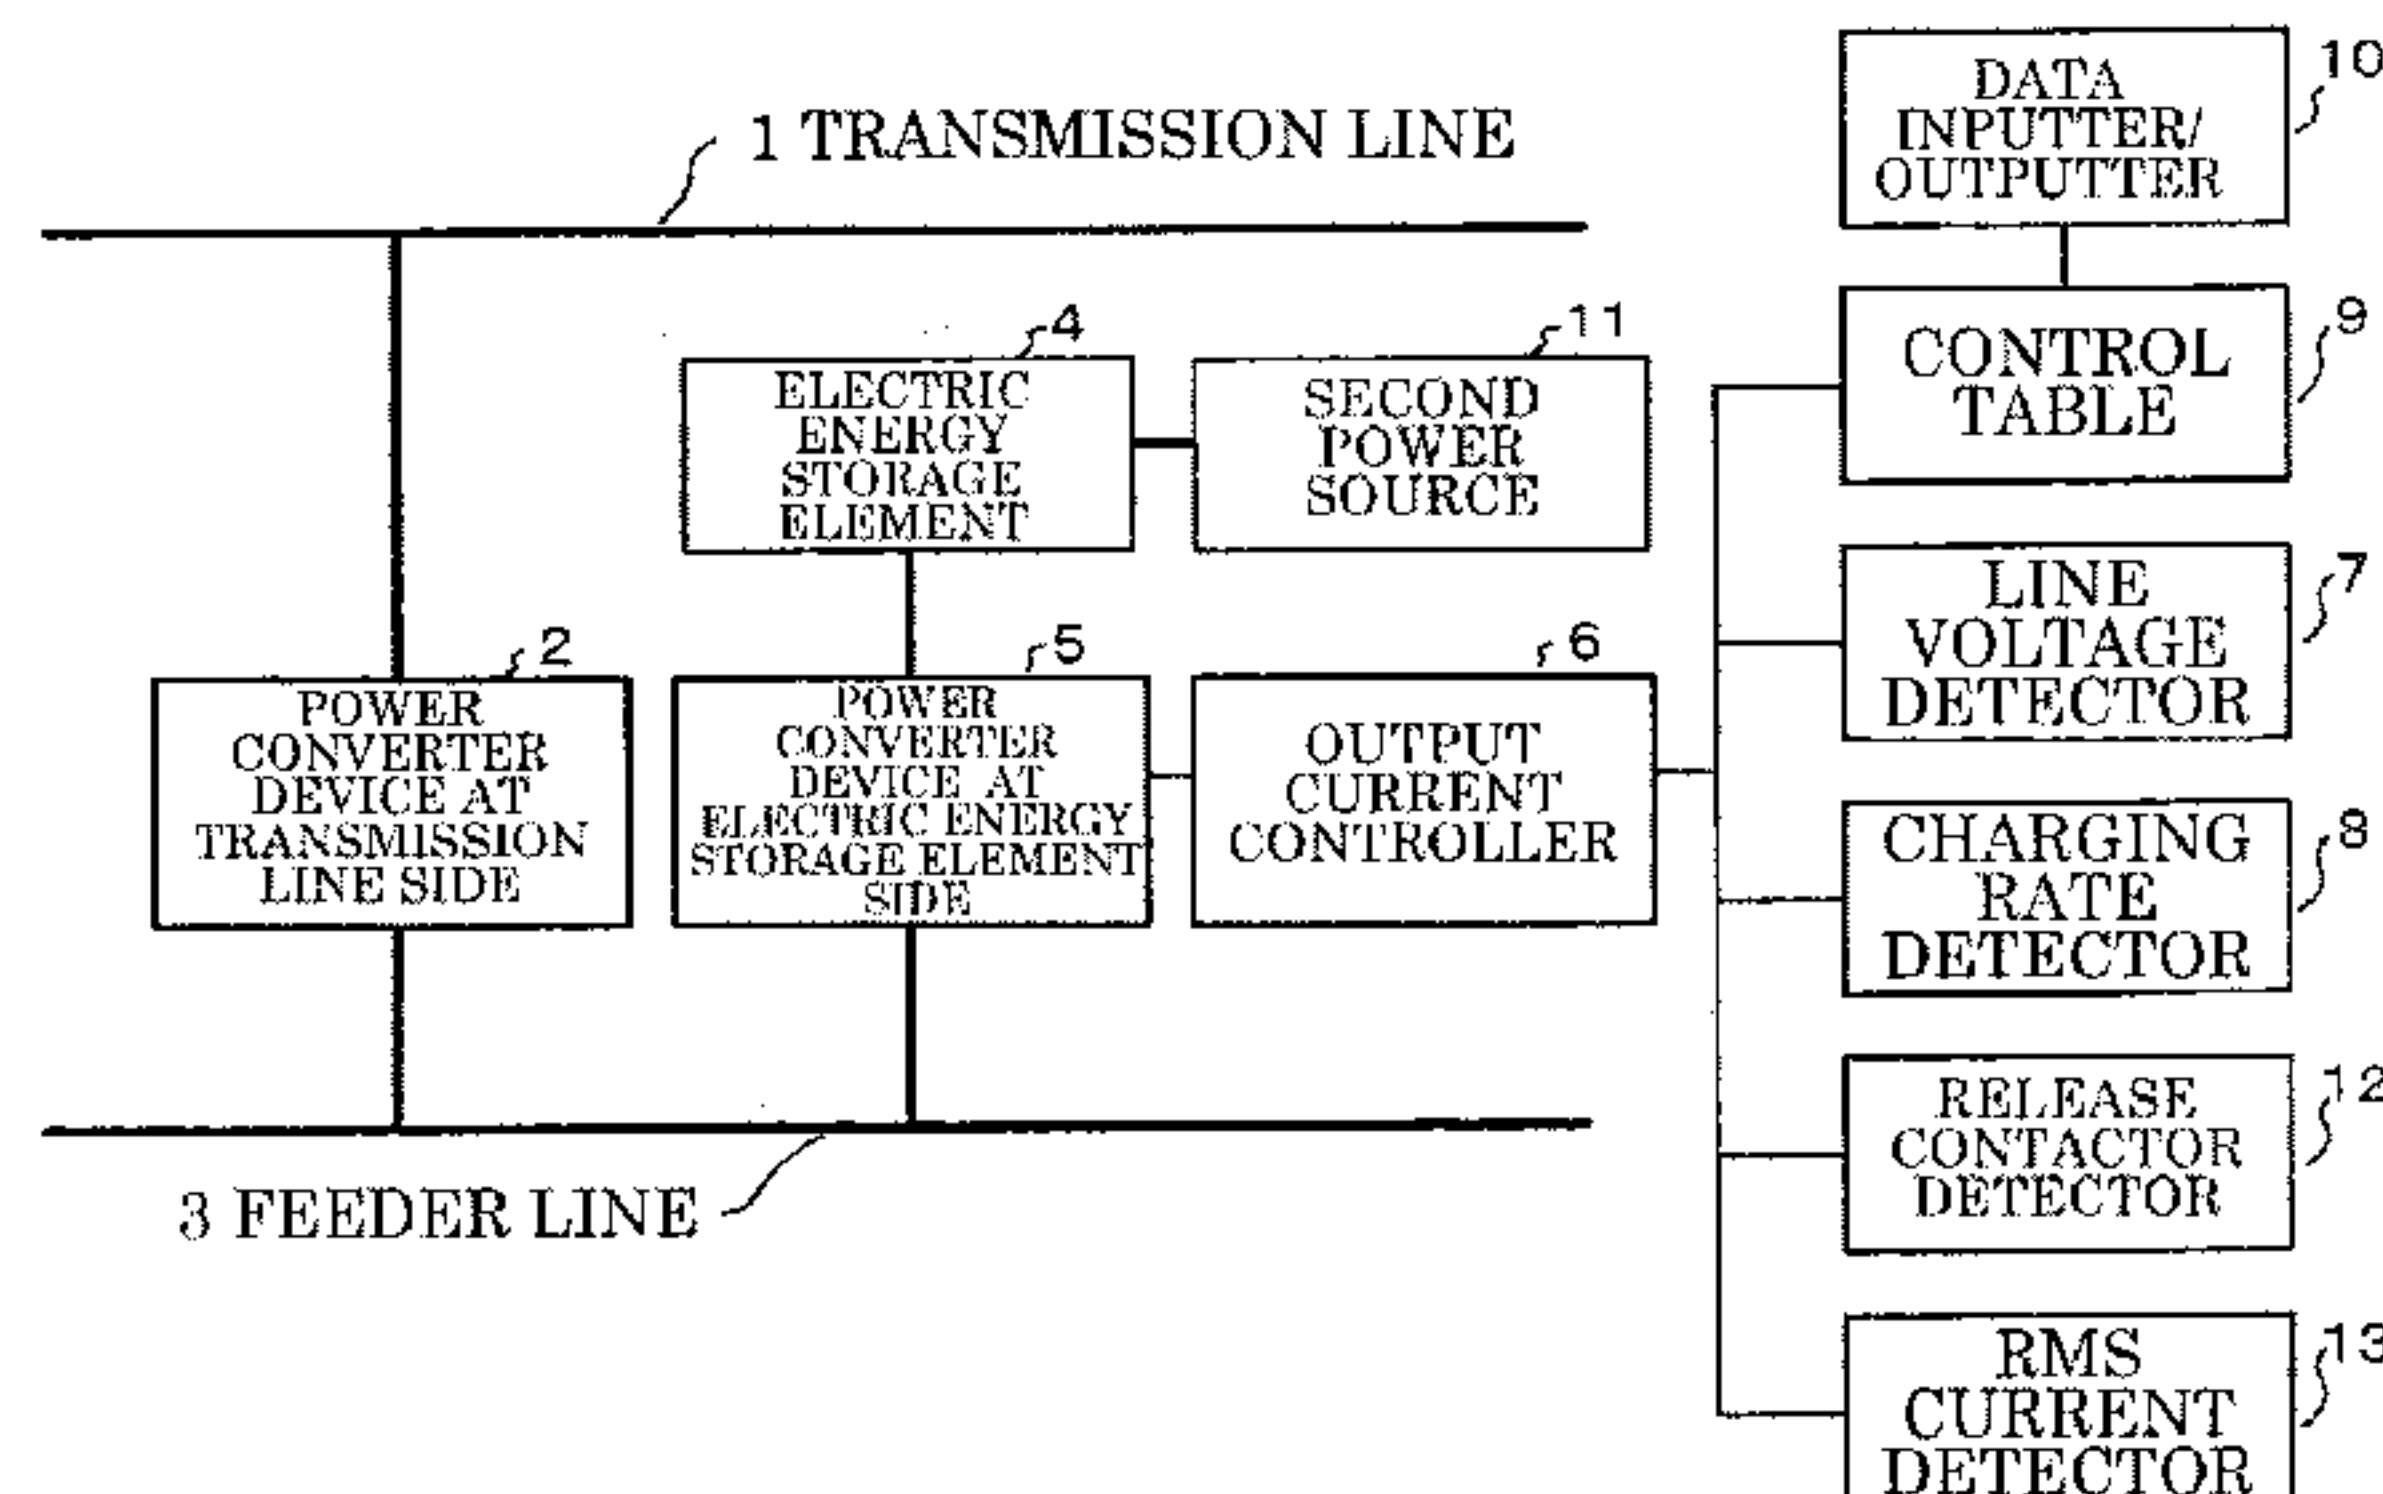 1 TRANSMISSION LINE
4
ELECTRIC
ENERGY
STORAGE
ELEMENT
11
SECOND
POWER
SOURCE
2
POWER
CONVERTER
DEVICE AT
TRANSMISSION
LINE SIDE
5
POWER
CONVERTER
DEVICE AT
ELECTRIC ENERGY
STORAGE ELEMENT
SIDE
6
OUTPUT
CURRENT
CONTROLLER
3 FEEDER LINE
10
DATA
INPUTTER/
OUTPUTTER
9
CONTROL
TABLE
7
LINE
VOLTAGE
DETECTOR
8
CHARGING
RATE
DETECTOR
12
RELEASE
CONTACTOR
DETECTOR
13
RMS
CURRENT
DETECTOR